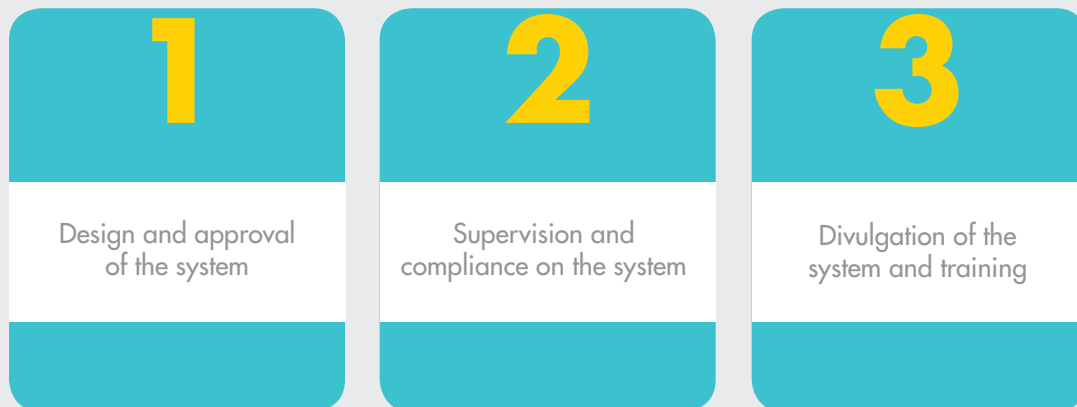 1
Design and approval
of the system
2
Supervision and
compliance on the system
3
Divulgation of the
system and training